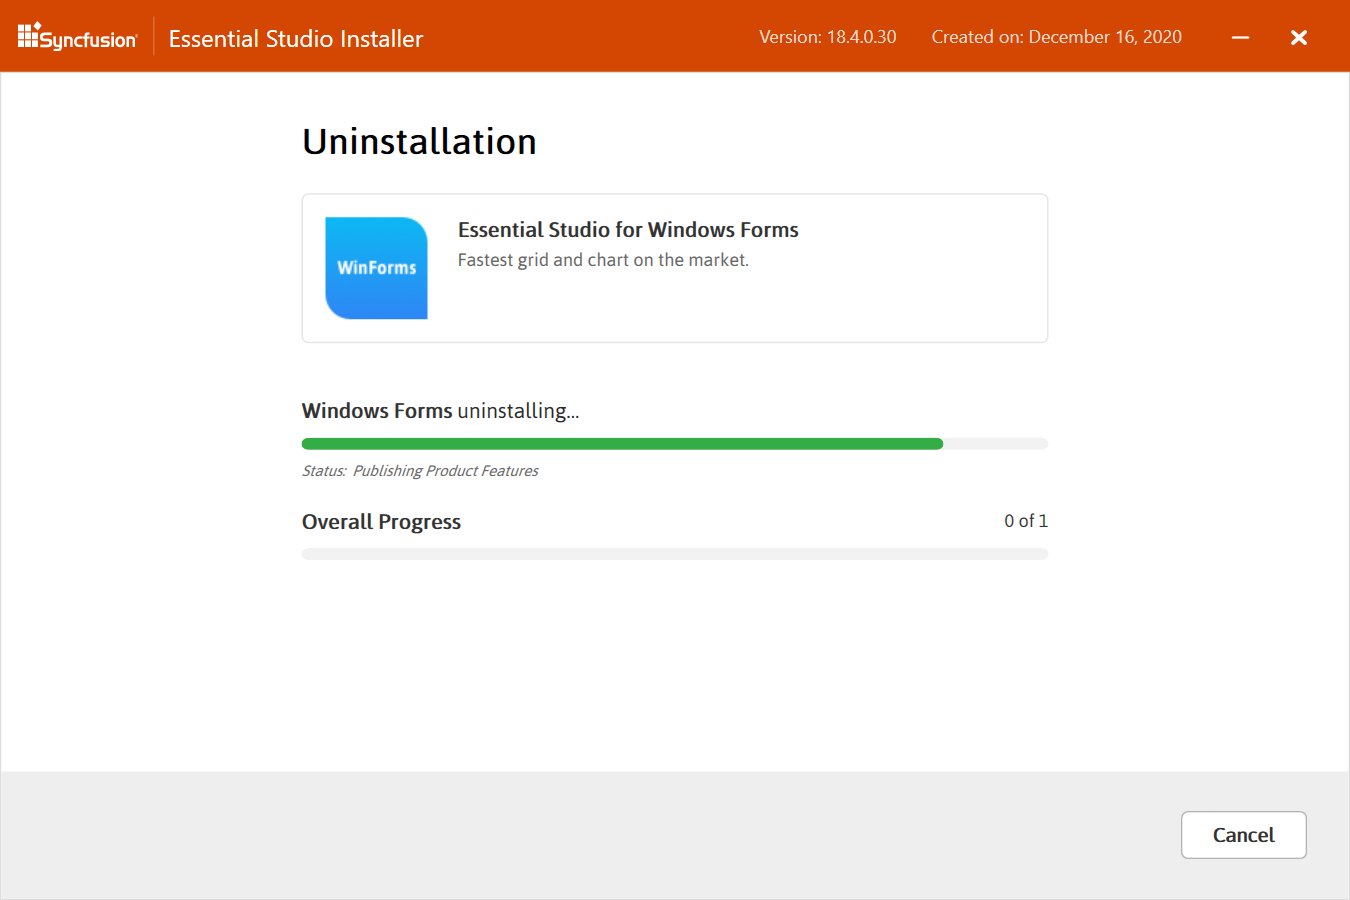 Syncfusion
Essential Studio Installer
Version: 18.4.0.30
Created on: December 16, 2020
Uninstallation
WinForms
Essential Studio for Windows Forms
Fastest grid and chart on the market.
Windows Forms uninstalling...
Status: Publishing Product Features
Overall Progress
0 of 1
Cancel